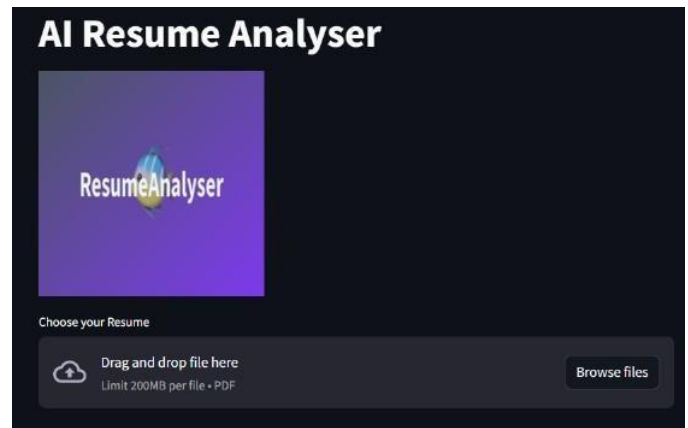 AI Resume Analyser
ResumeAnalyser
Choose your Resume
Drag and drop file here
Limit 200MB per file • PDF
Browse files